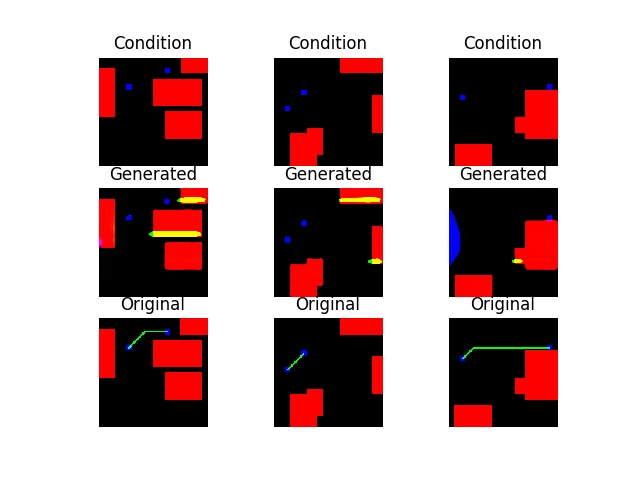 Condition Condition Condition
Generated Generated Generated
Original Original Original